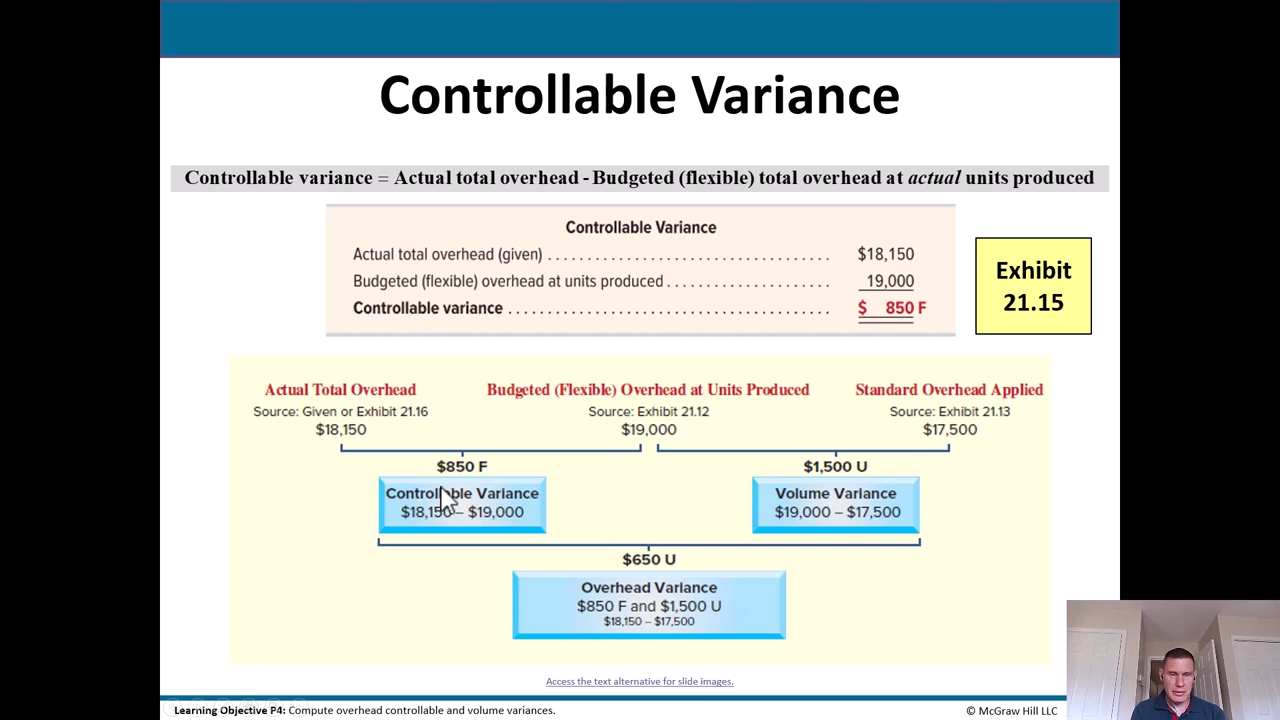 Controllable Variance
Controllable variance = Actual total overhead - Budgeted (flexible) total overhead at actual units produced
Controllable Variance
Actual total overhead (given) . . . . . . . . . . . . . . . . . . . . . . . . . . . . . . . . . . . . . $18,150
Budgeted (flexible) overhead at units produced . . . . . . . . . . . . . . . . . . . . . 19,000
Controllable variance . . . . . . . . . . . . . . . . . . . . . . . . . . . . . . . . . . . . . . . . . . $ 850 F
Exhibit
21.15
Actual Total Overhead Budgeted (Flexible) Overhead at Units Produced Standard Overhead Applied
Source: Given or Exhibit 21.16 Source: Exhibit 21.12 Source: Exhibit 21.13
$18,150 $19,000 $17,500
$850 F $1,500 U
Controllable Variance Volume Variance
$18,150 – $19,000 $19,000 – $17,500
$650 U
Overhead Variance
$850 F and $1,500 U
$18,150 – $17,500
Access the text alternative for slide images.
Learning Objective P4: Compute overhead controllable and volume variances. © McGraw Hill LLC